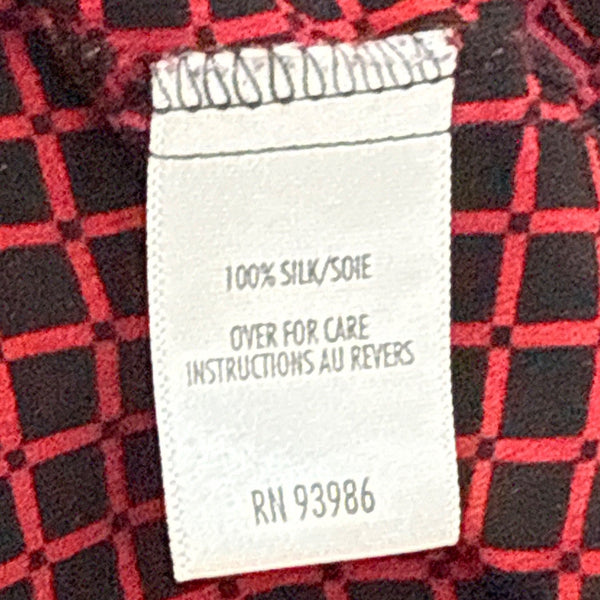 100% SILK/SOIE
OVER FOR CARE
INSTRUCTIONS AU REVERS
RN 93986